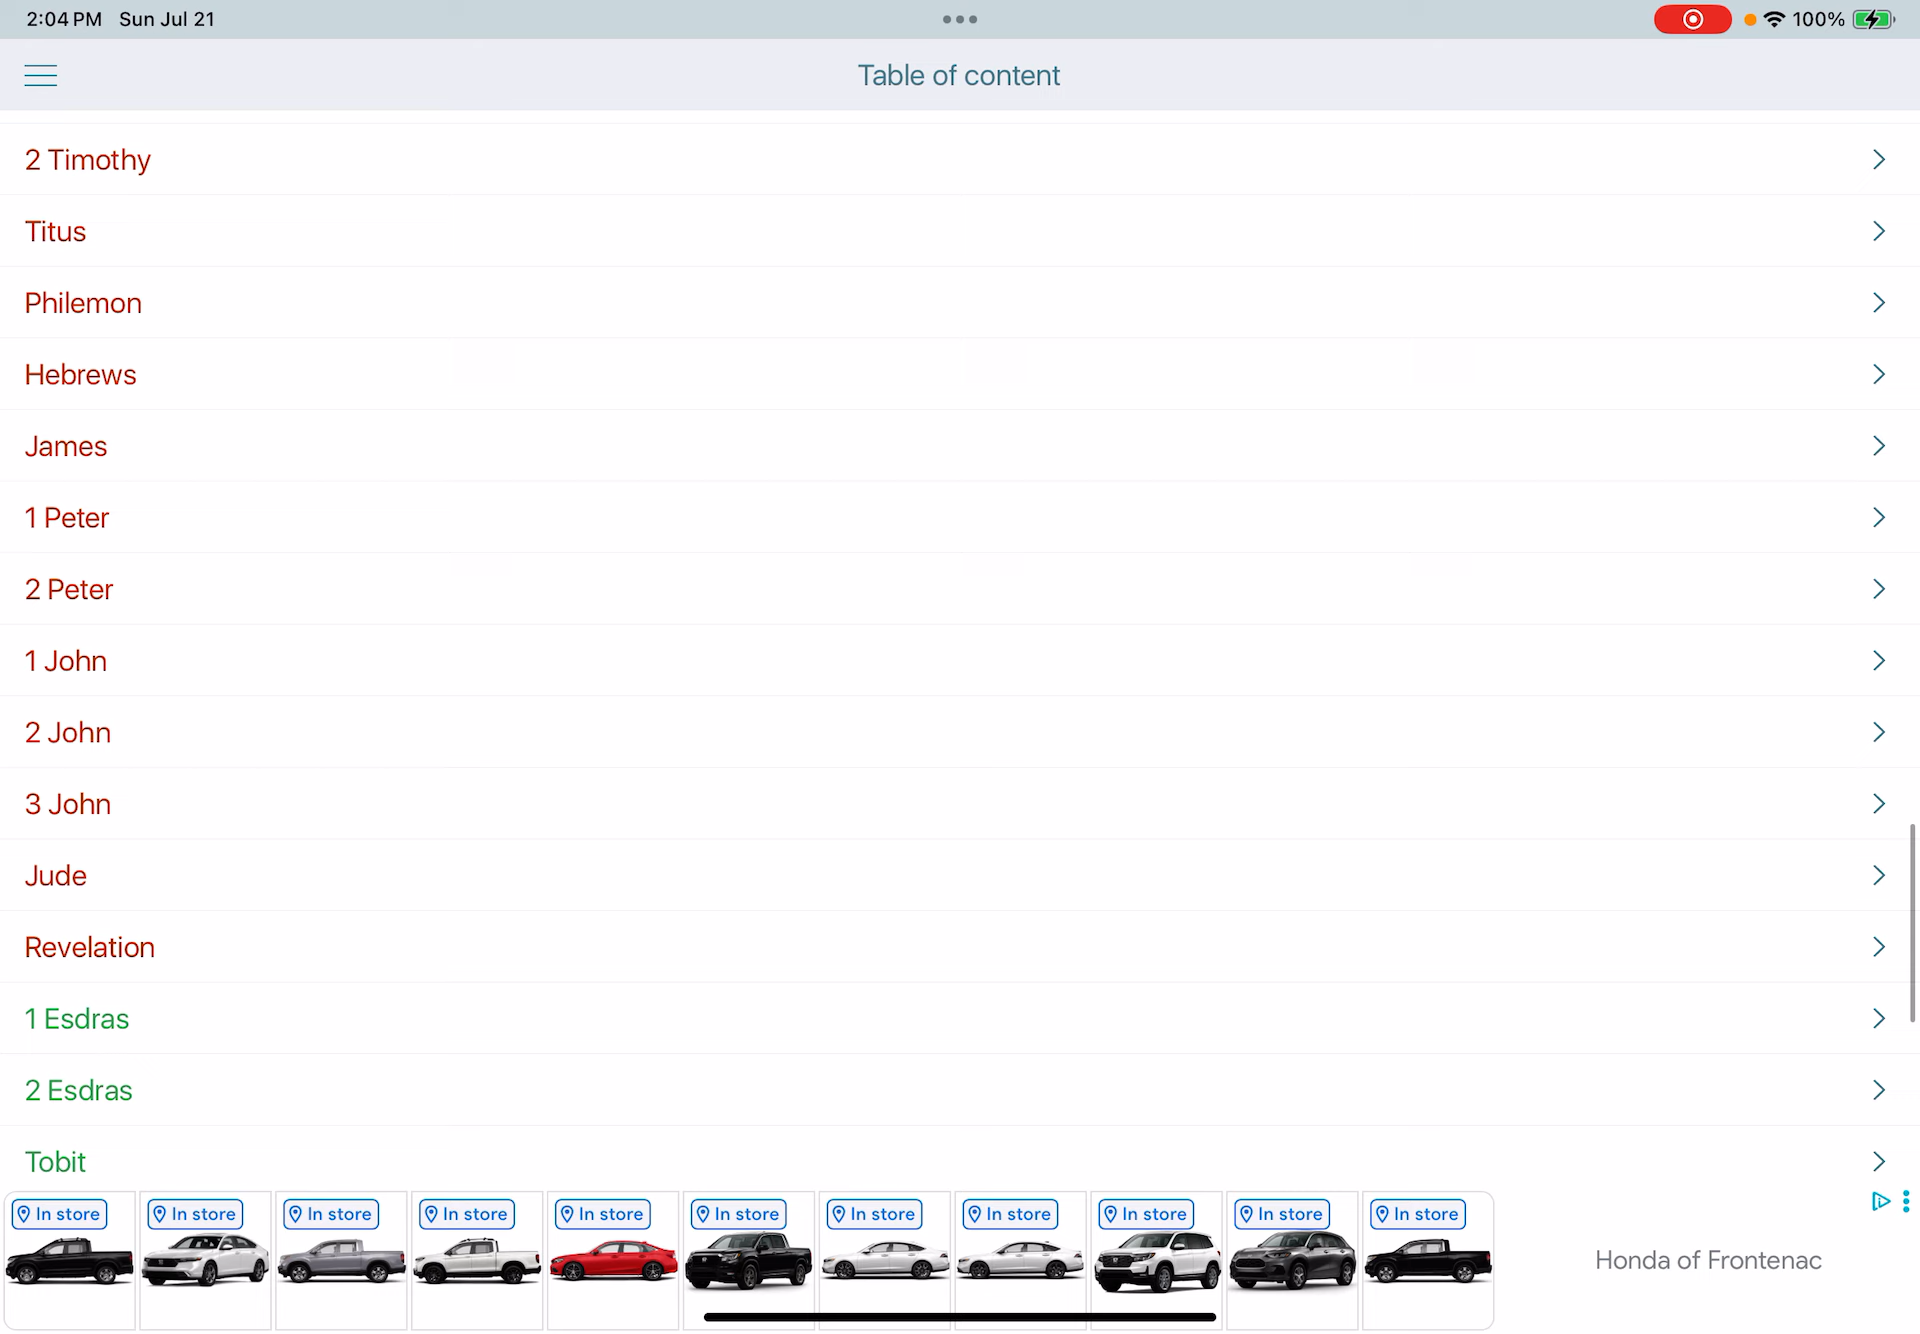 2:04 PM Sun Jul 21
100%
Table of content
2 Timothy
Titus
Philemon
Hebrews
James
1 Peter
2 Peter
1 John
2 John
3 John
Jude
Revelation
1 Esdras
2 Esdras
Tobit
In store In store In store In store In store In store In store In store In store In store In store
Honda of Frontenac